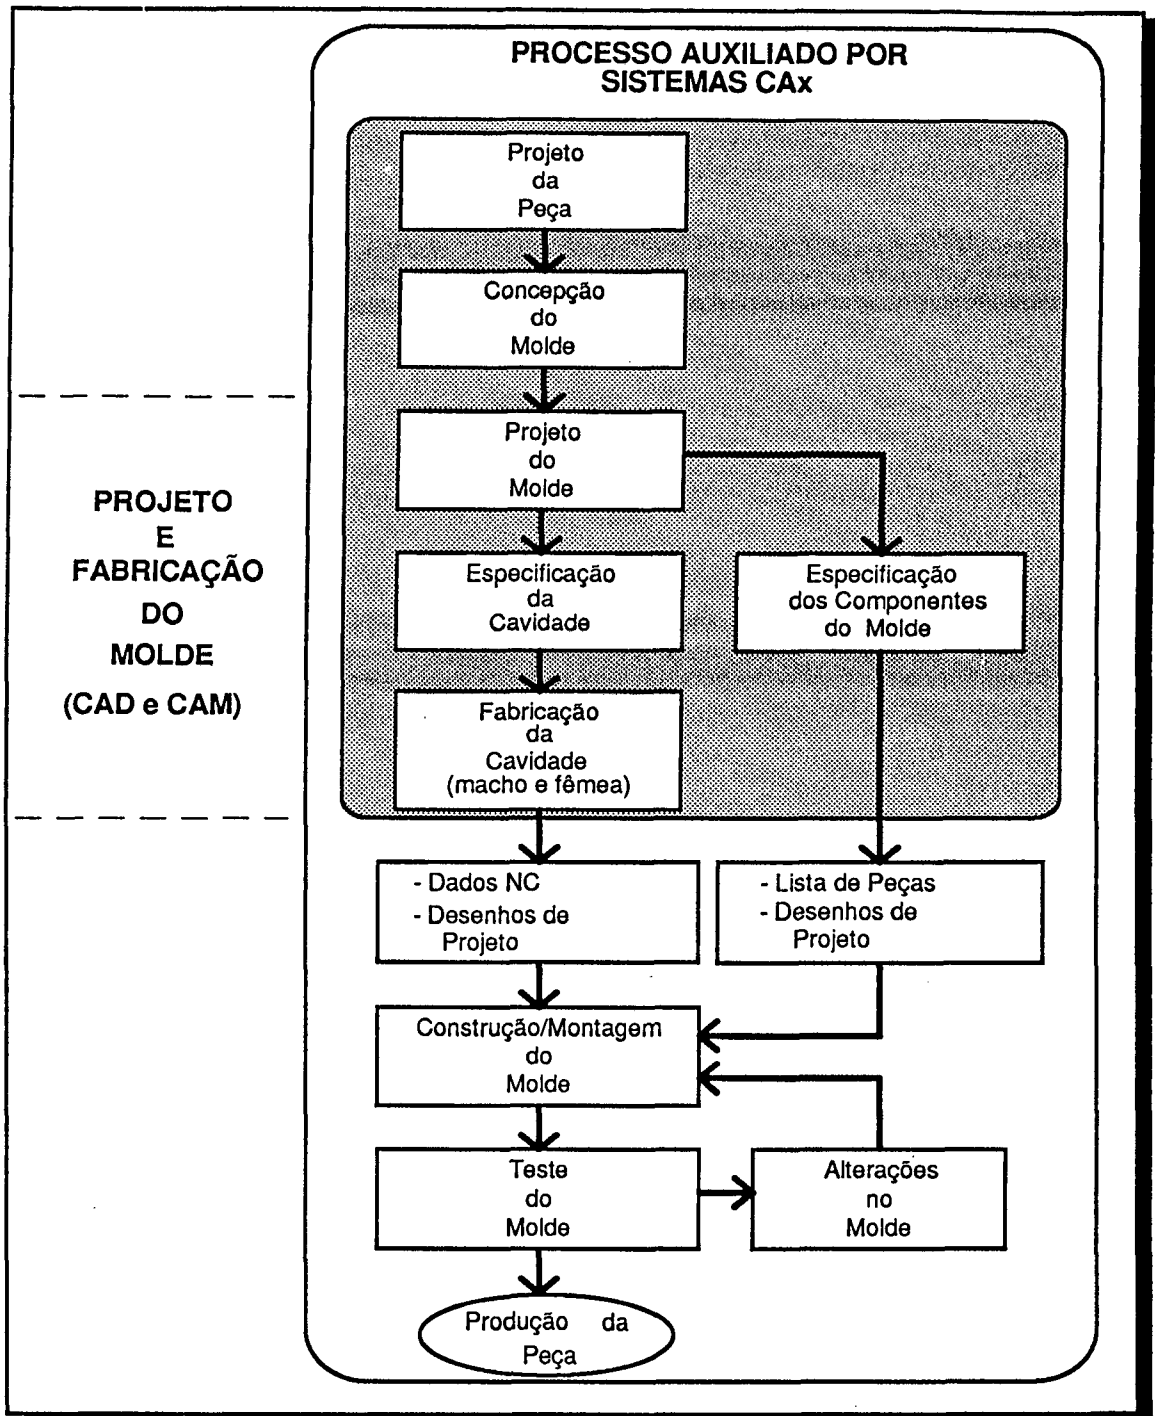 PROCESSO AUXILIADO POR
SISTEMAS CAx
Projeto
da
Peça
Concepção
do
Molde
Projeto
do
Molde
PROJETO
E
FABRICAÇÃO
DO
MOLDE
(CAD e CAM)
Especificação
da
Cavidade
Especificação
dos Componentes
do Molde
Fabricação
da
Cavidade
(macho e fêmea)
- Dados NC
- Desenhos de
Projeto
- Lista de Peças
- Desenhos de
Projeto
Construção/Montagem
do
Molde
Teste
do
Molde
Alterações
no
Molde
Produção da
Peça